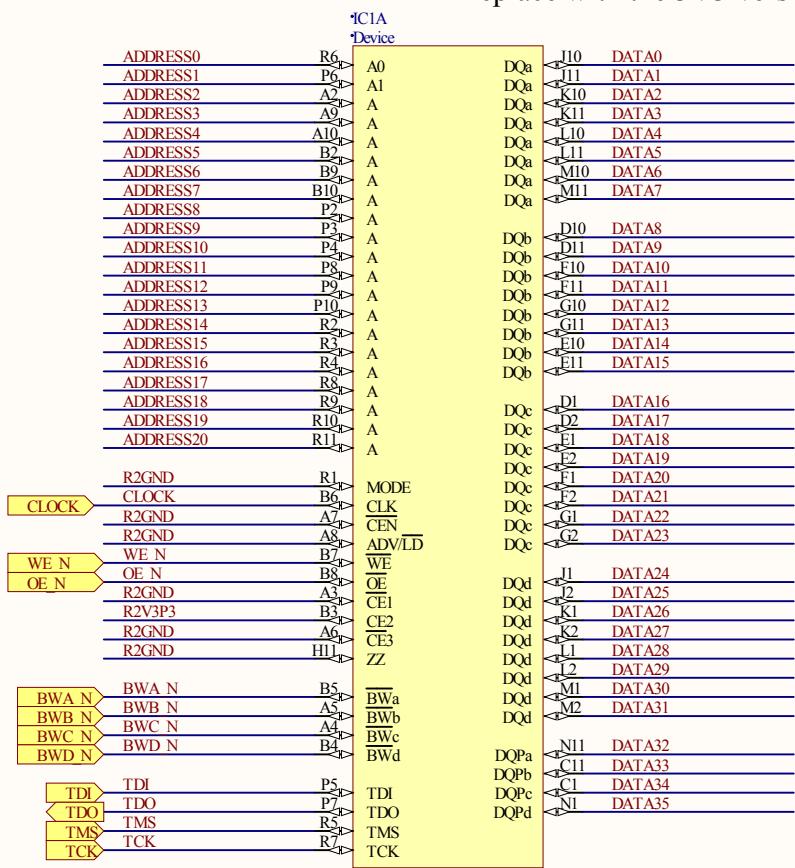 IC1A
Device
ADDRESS0 R6 A0 DQa J10 DATA0
ADDRESS1 P6 A1 DQa J11 DATA1
ADDRESS2 A2 A DQa K10 DATA2
ADDRESS3 A9 A DQa K11 DATA3
ADDRESS4 A10 A DQa L10 DATA4
ADDRESS5 B2 A DQa L11 DATA5
ADDRESS6 B9 A DQa M10 DATA6
ADDRESS7 B10 A DQa M11 DATA7
ADDRESS8 P2 A
ADDRESS9 P3 A DQb D10 DATA8
ADDRESS10 P4 A DQb D11 DATA9
ADDRESS11 P8 A DQb F10 DATA10
ADDRESS12 P9 A DQb F11 DATA11
ADDRESS13 P10 A DQb G10 DATA12
ADDRESS14 R2 A DQb G11 DATA13
ADDRESS15 R3 A DQb E10 DATA14
ADDRESS16 R4 A DQb E11 DATA15
ADDRESS17 R8 A
ADDRESS18 R9 A DQc D1 DATA16
ADDRESS19 R10 A DQc D2 DATA17
ADDRESS20 R11 A DQc E1 DATA18
DQc E2 DATA19
R2GND R1 MODE DQc F1 DATA20
CLOCK CLOCK B6 CLK DQc F2 DATA21
R2GND A7 CEN DQc G1 DATA22
R2GND A8 ADV/LD DQc G2 DATA23
WE_N WE_N B7 WE
OE_N OE_N B8 OE DQd J1 DATA24
R2GND A3 CE1 DQd J2 DATA25
R2V3P3 B3 CE2 DQd K1 DATA26
R2GND A6 CE3 DQd K2 DATA27
R2GND H11 ZZ DQd L1 DATA28
DQd L2 DATA29
BWA_N BWA_N B5 BWa DQd M1 DATA30
BWB_N BWB_N A5 BWb DQd M2 DATA31
BWC_N BWC_N A4 BWc
BWD_N BWD_N B4 BWd DQPa N11 DATA32
DQPb C11 DATA33
TDI TDI P5 TDI DQPc C1 DATA34
TDO TDO P7 TDO DQPd N1 DATA35
TMS TMS R5 TMS
TCK TCK R7 TCK